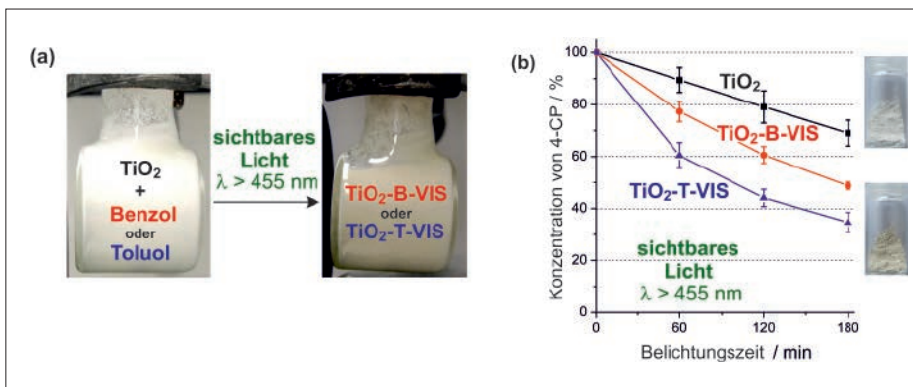 (a)
TiO2
+
Benzol
oder
Toluol
sichtbares
Licht
λ > 455 nm
TiO2-B-VIS
oder
TiO2-T-VIS
(b)
Konzentration von 4-CP / %
100
80
60
40
20
0
TiO2
TiO2-B-VIS
TiO2-T-VIS
sichtbares
Licht
λ > 455 nm
0 60 120 180
Belichtungszeit / min